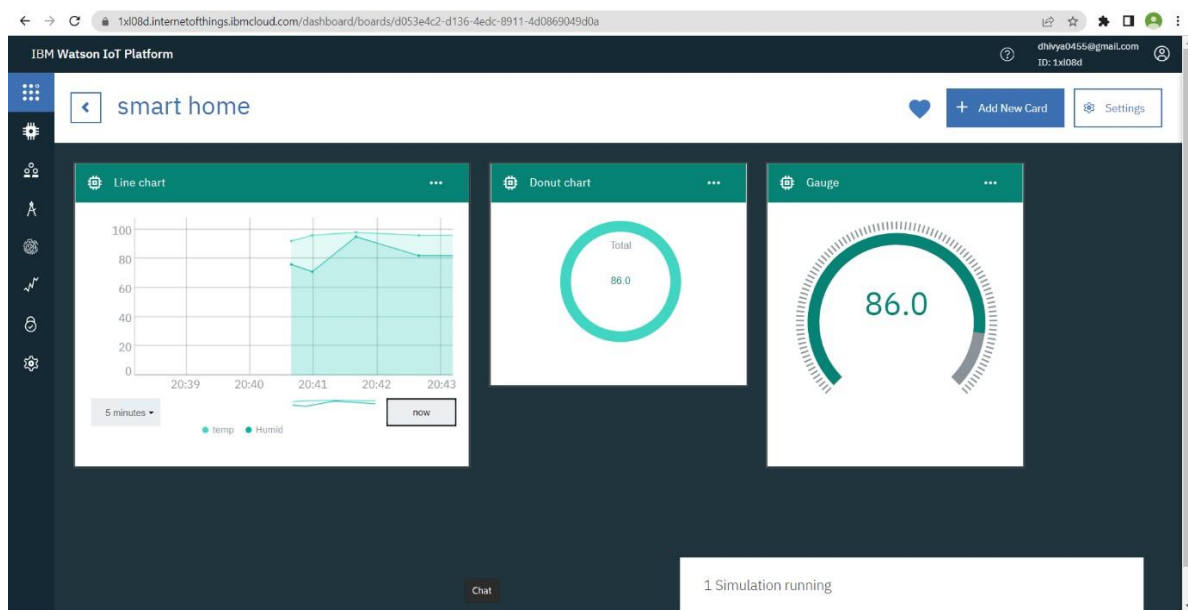 1xl08d.internetofthings.ibmcloud.com/dashboard/boards/d053e4c2-d136-4edc-8911-4d0869049d0a
IBM Watson IoT Platform
dhivya0455@gmail.com
ID: 1xl08d
smart home
+ Add New Card
Settings
Line chart
100
80
60
40
20
0
20:39 20:40 20:41 20:42 20:43
5 minutes
now
temp Humid
Donut chart
Total
86.0
Gauge
86.0
Chat
1 Simulation running